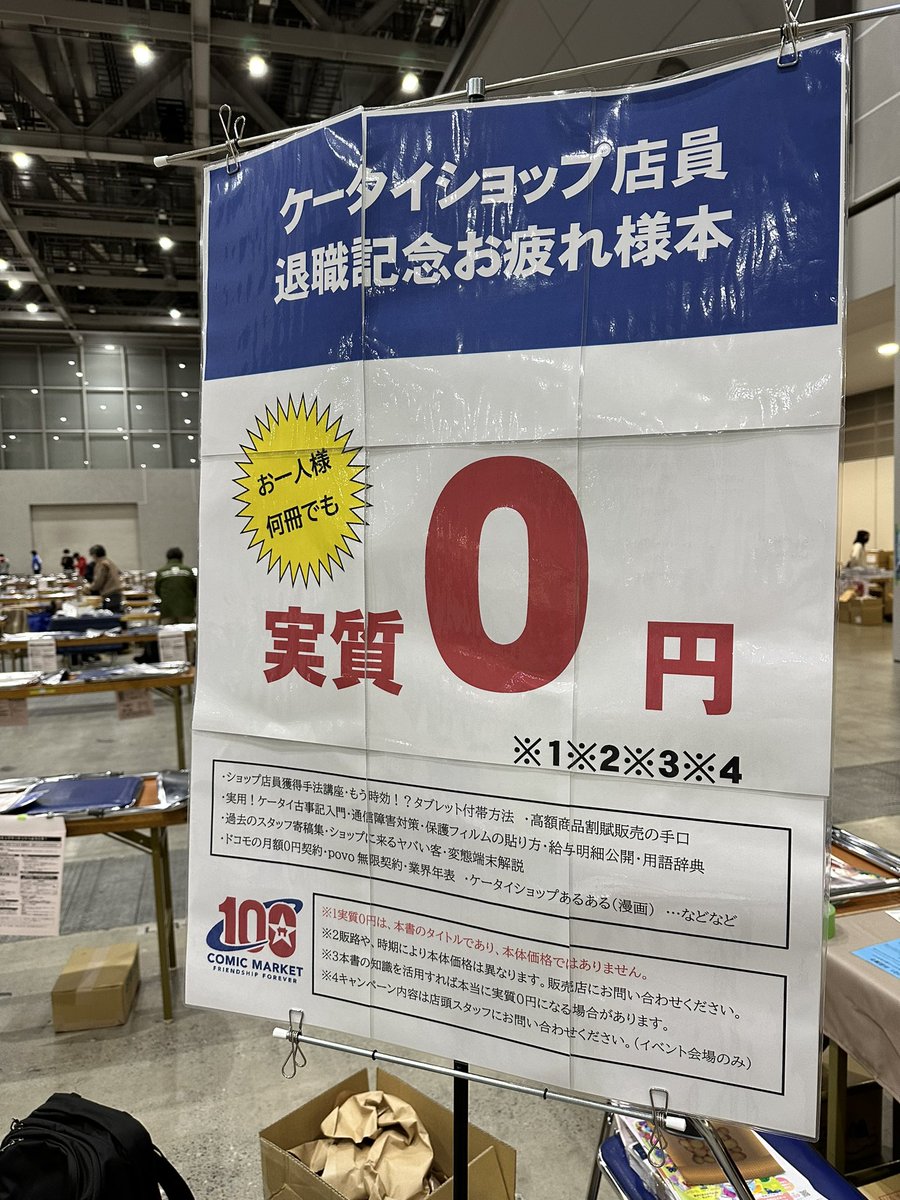 ケータイショップ店員
退職記念お疲れ様本
お一人様
何冊でも
実質0円
※1※2※3※4
・ショップ店員獲得手法講座・もう時効！？タブレット付帯方法 ・高額商品割賦販売の手口
・実用！ケータイ古事記入門・通信障害対策・保護フィルムの貼り方・給与明細公開・用語辞典
・過去のスタッフ寄稿集・ショップに来るヤバい客・変態端末解説
・ドコモの月額0円契約・povo無限契約・業界年表 ・ケータイショップあるある（漫画） …などなど
100
COMIC MARKET
FRIENDSHIP FOREVER
※1実質0円は、本書のタイトルであり、本体価格ではありません。
※2販路や、時期により本体価格は異なります。販売店にお問い合わせください。
※3本書の知識を活用すれば本当に実質0円になる場合があります。
※4キャンペーン内容は店頭スタッフにお問い合わせください。（イベント会場のみ）